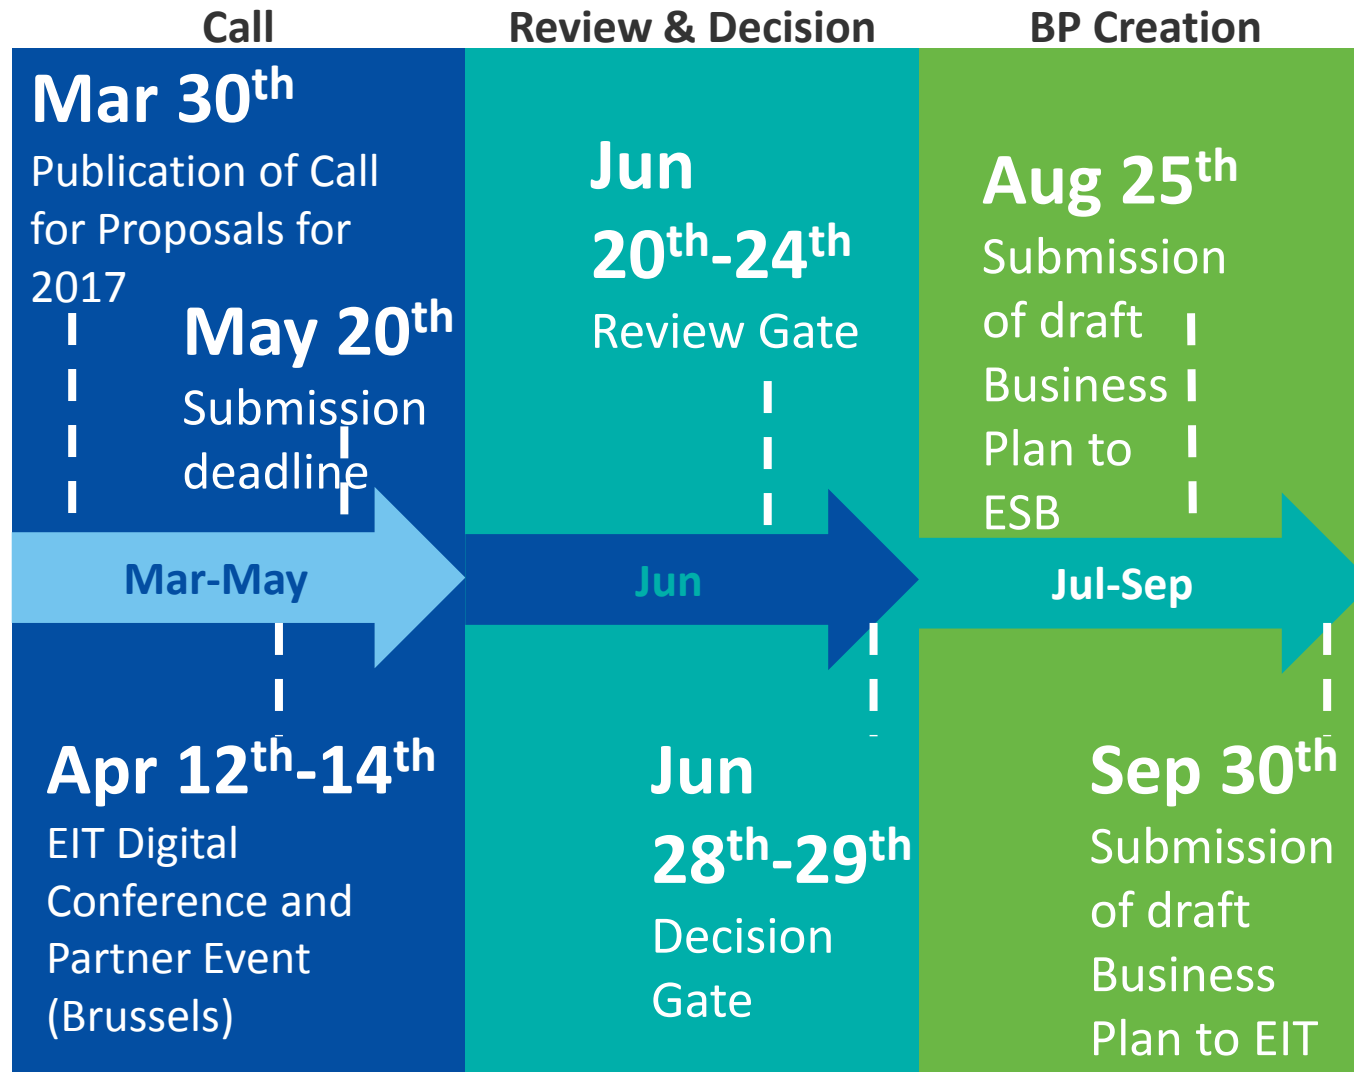 Call
Mar 30th
Publication of Call
for Proposals for
2017
May 20th
Submission
deadline
Mar-May
Apr 12th-14th
EIT Digital
Conference and
Partner Event
(Brussels)
Review & Decision
Jun
20th-24th
Review Gate
Jun
Jun
28th-29th
Decision
Gate
BP Creation
Aug 25th
Submission
of draft
Business
Plan to
ESB
Jul-Sep
Sep 30th
Submission
of draft
Business
Plan to EIT